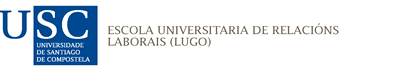 USC
UNIVERSIDADE
DE SANTIAGO
DE COMPOSTELA
ESCOLA UNIVERSITARIA DE RELACIÓNS
LABORAIS (LUGO)